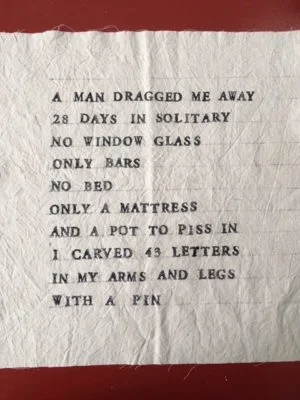 A MAN DRAGGED ME AWAY
28 DAYS IN SOLITARY
NO WINDOW GLASS
ONLY BARS
NO BED
ONLY A MATTRESS
AND A POT TO PISS IN
I CARVED 43 LETTERS
IN MY ARMS AND LEGS
WITH A PIN